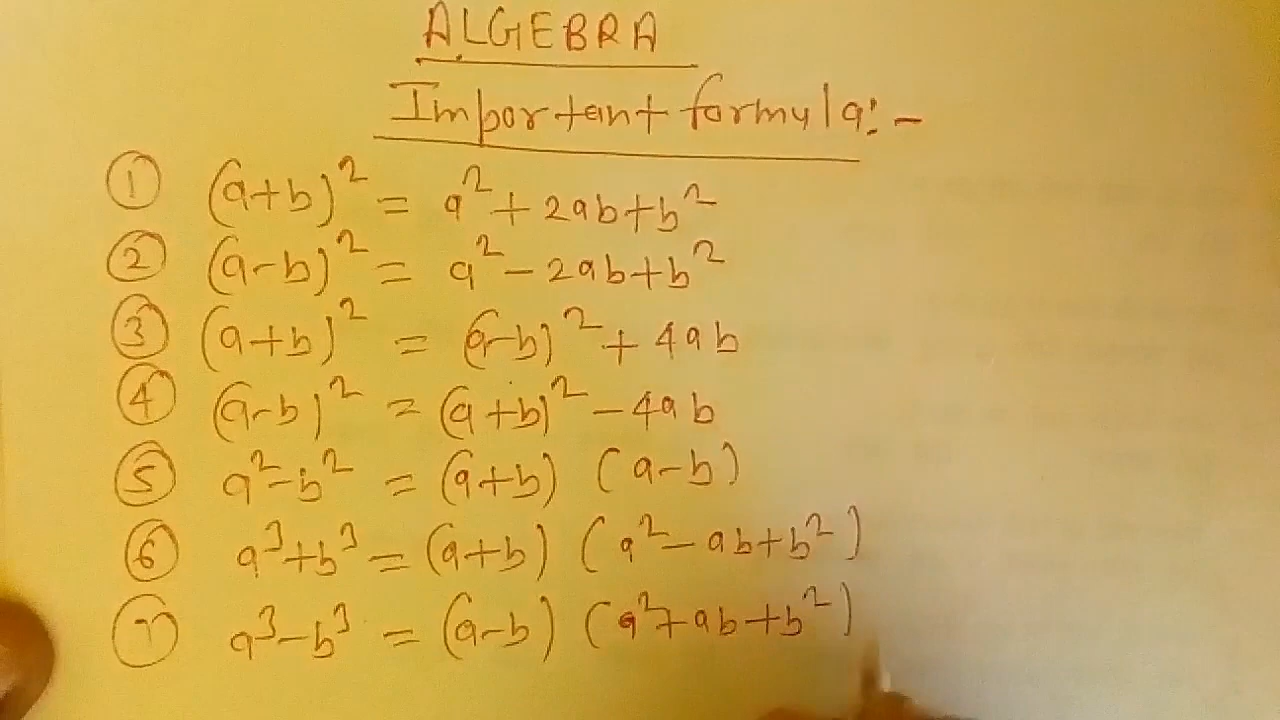 ALGEBRA
Important formula:-
① (a+b)² = a²+2ab+b²
② (a-b)² = a²-2ab+b²
③ (a+b)² = (a-b)²+4ab
④ (a-b)² = (a+b)²-4ab
⑤ a²-b² = (a+b) (a-b)
⑥ a³+b³ = (a+b) (a²-ab+b²)
⑦ a³-b³ = (a-b) (a²+ab+b²)